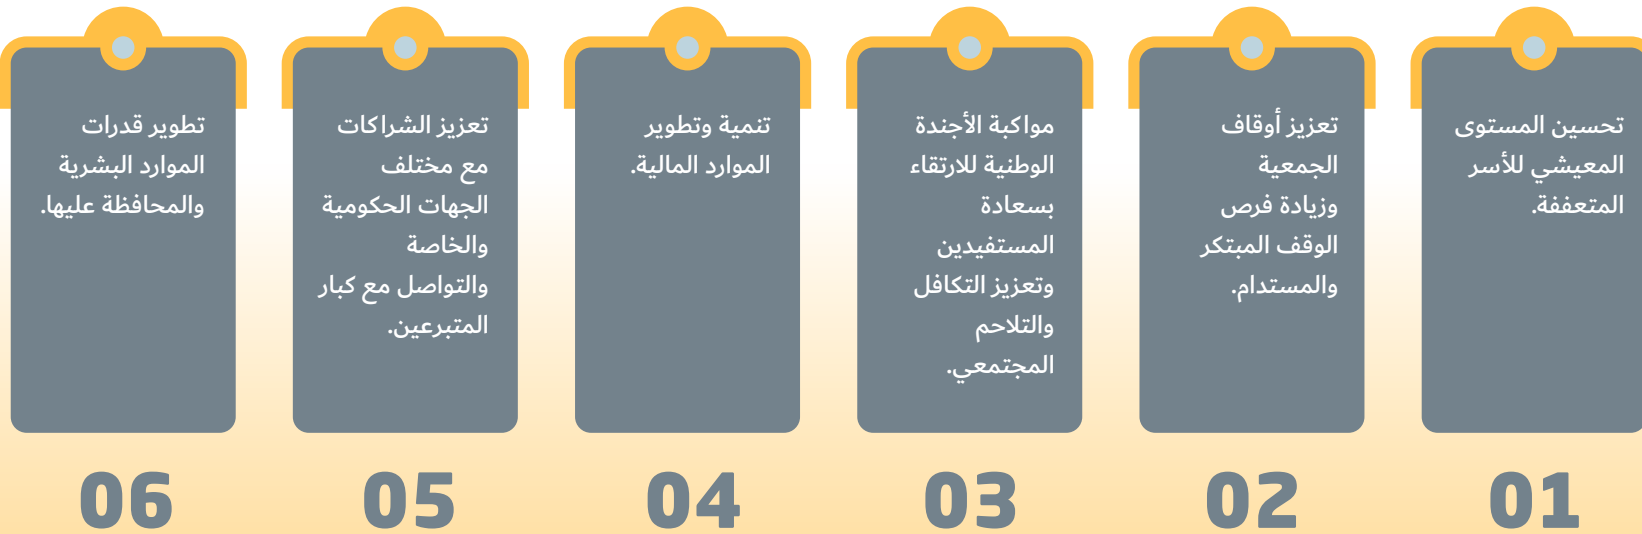 تحسين المستوى
المعيشي للأسر
المتعففة.
01
تعزيز أوقاف
الجمعية
وزيادة فرص
الوقف المبتكر
والمستدام.
02
مواكبة الأجندة
الوطنية للارتقاء
بسعادة
المستفيدين
وتعزيز التكافل
والتلاحم
المجتمعي.
03
تنمية وتطوير
الموارد المالية.
04
تعزيز الشراكات
مع مختلف
الجهات الحكومية
والخاصة
والتواصل مع كبار
المتبرعين.
05
تطوير قدرات
الموارد البشرية
والمحافظة عليها.
06